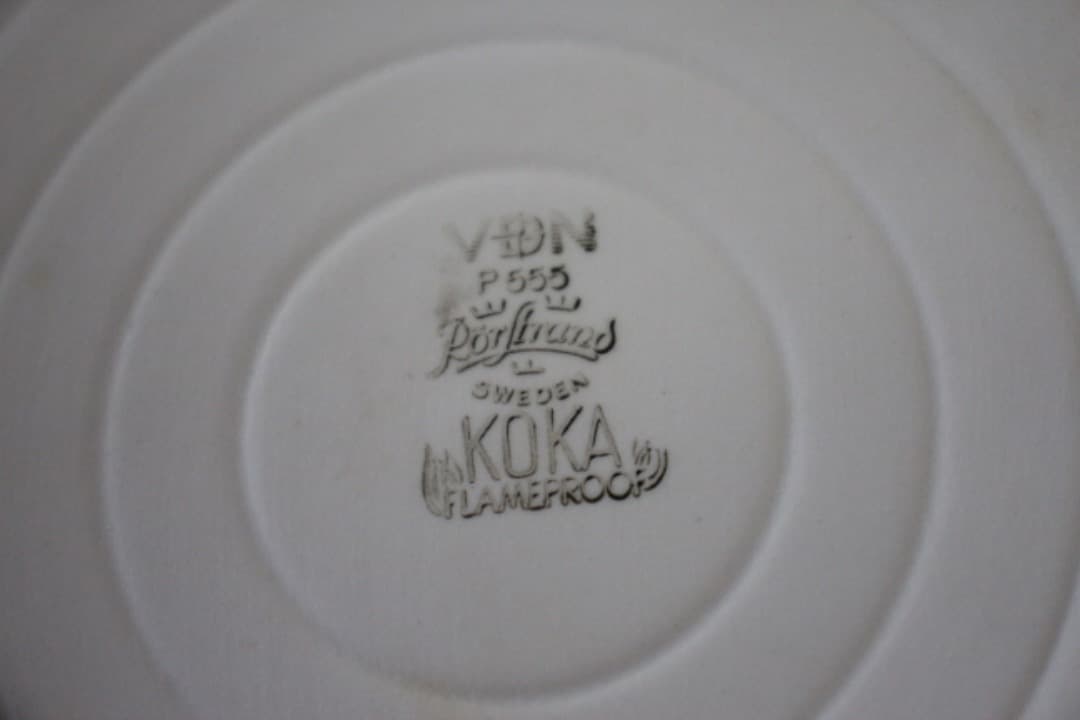 VDN
P 555
RörStrand
SWEDEN
KOKA
FLAMEPROOF